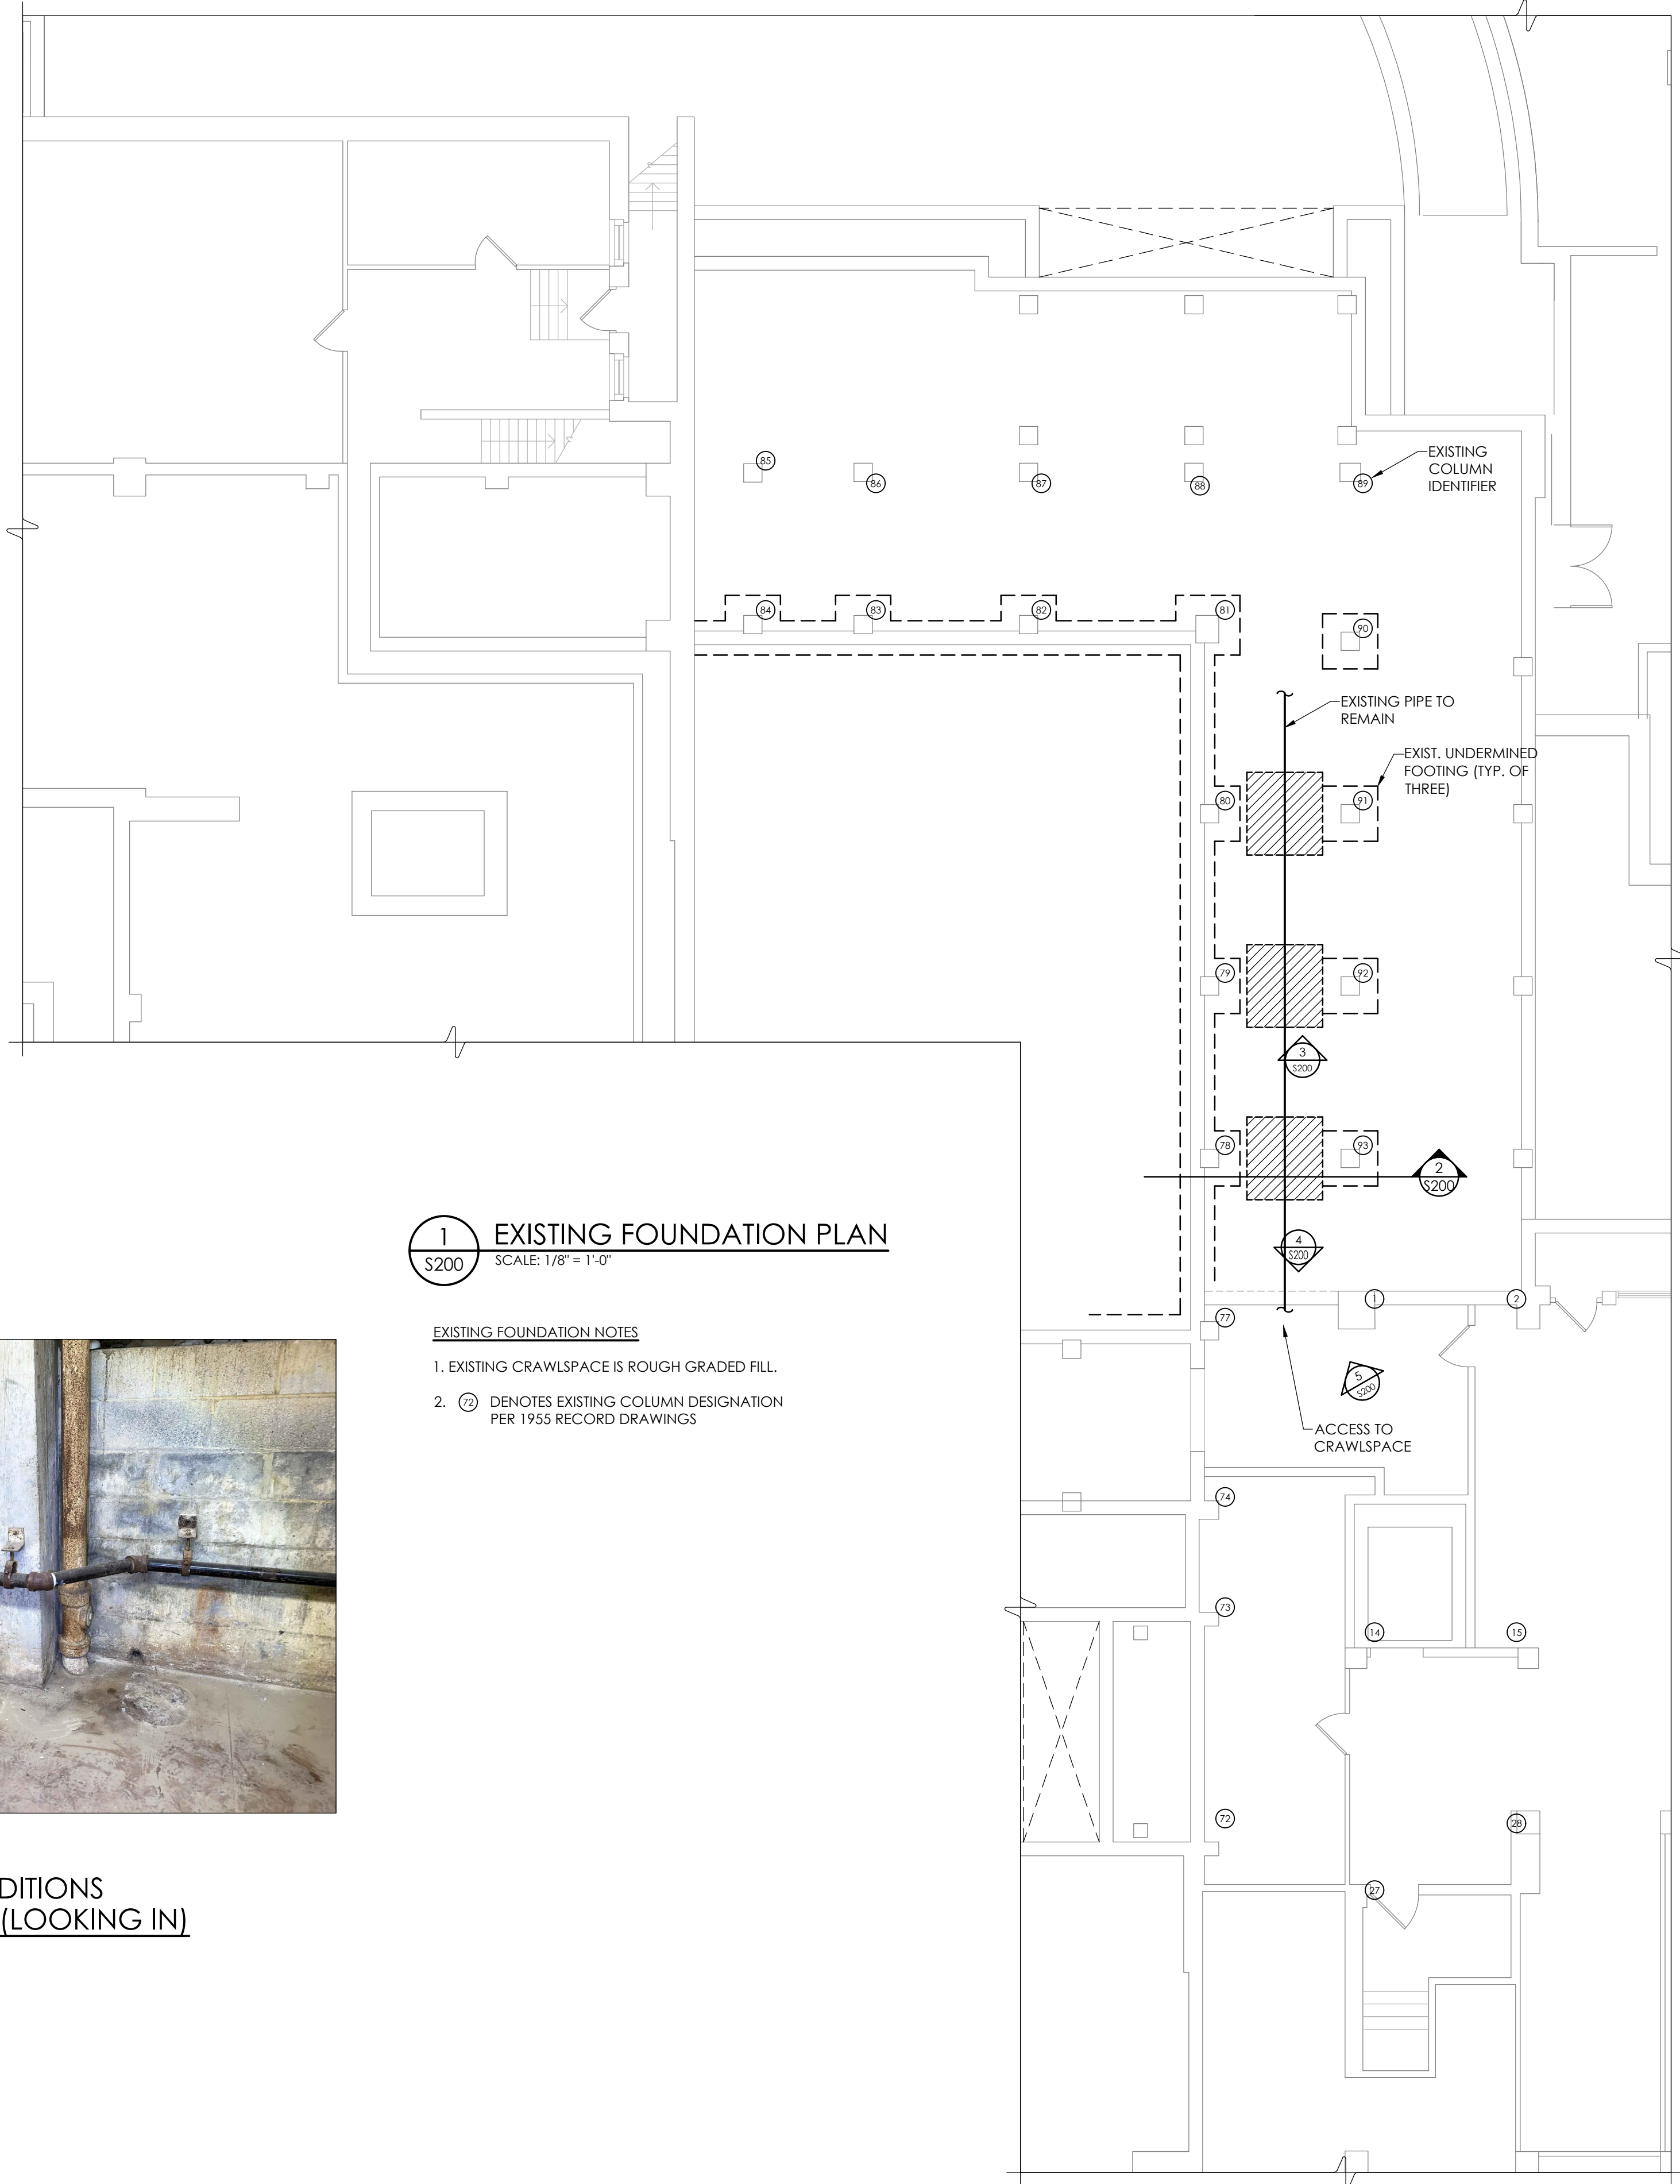 85
86
87
88
89
EXISTING
COLUMN
IDENTIFIER
84
83
82
81
90
EXISTING PIPE TO
REMAIN
EXIST. UNDERMINED
FOOTING (TYP. OF
THREE)
80
91
79
92
3
S200
78
93
2
S200
4
S200
1
S200
EXISTING FOUNDATION PLAN
SCALE: 1/8" = 1'-0"
1
2
77
EXISTING FOUNDATION NOTES
1. EXISTING CRAWLSPACE IS ROUGH GRADED FILL.
2. 72 DENOTES EXISTING COLUMN DESIGNATION
PER 1955 RECORD DRAWINGS
5
S200
ACCESS TO
CRAWLSPACE
74
73
14
15
72
28
27
DITIONS
(LOOKING IN)